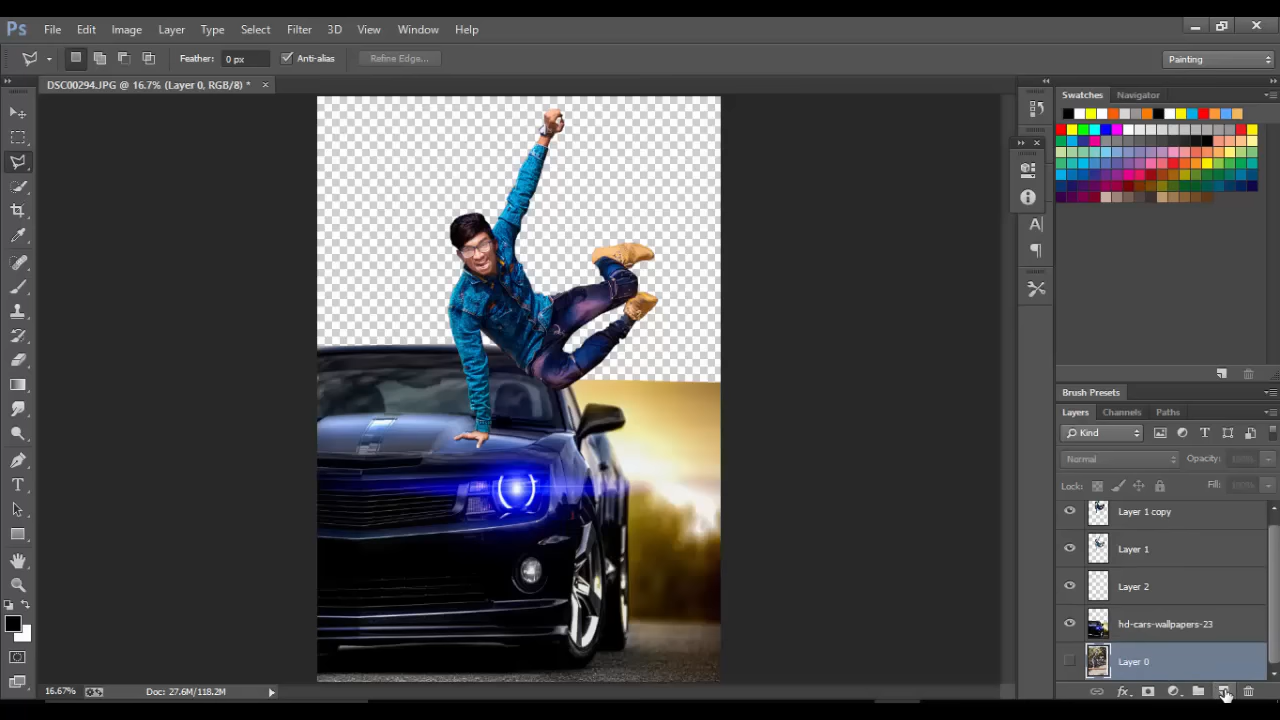 Ps File Edit Image Layer Type Select Filter 3D View Window Help
Feather: 0 px Anti-alias Refine Edge... Painting
DSC00294.JPG @ 16.7% (Layer 0, RGB/8) *
Swatches Navigator
Brush Presets
Layers Channels Paths
Kind
Normal Opacity: 100%
Lock: Fill: 100%
Layer 1 copy
Layer 1
Layer 2
hd-cars-wallpapers-23
Layer 0
16.67% Doc: 27.6M/118.2M